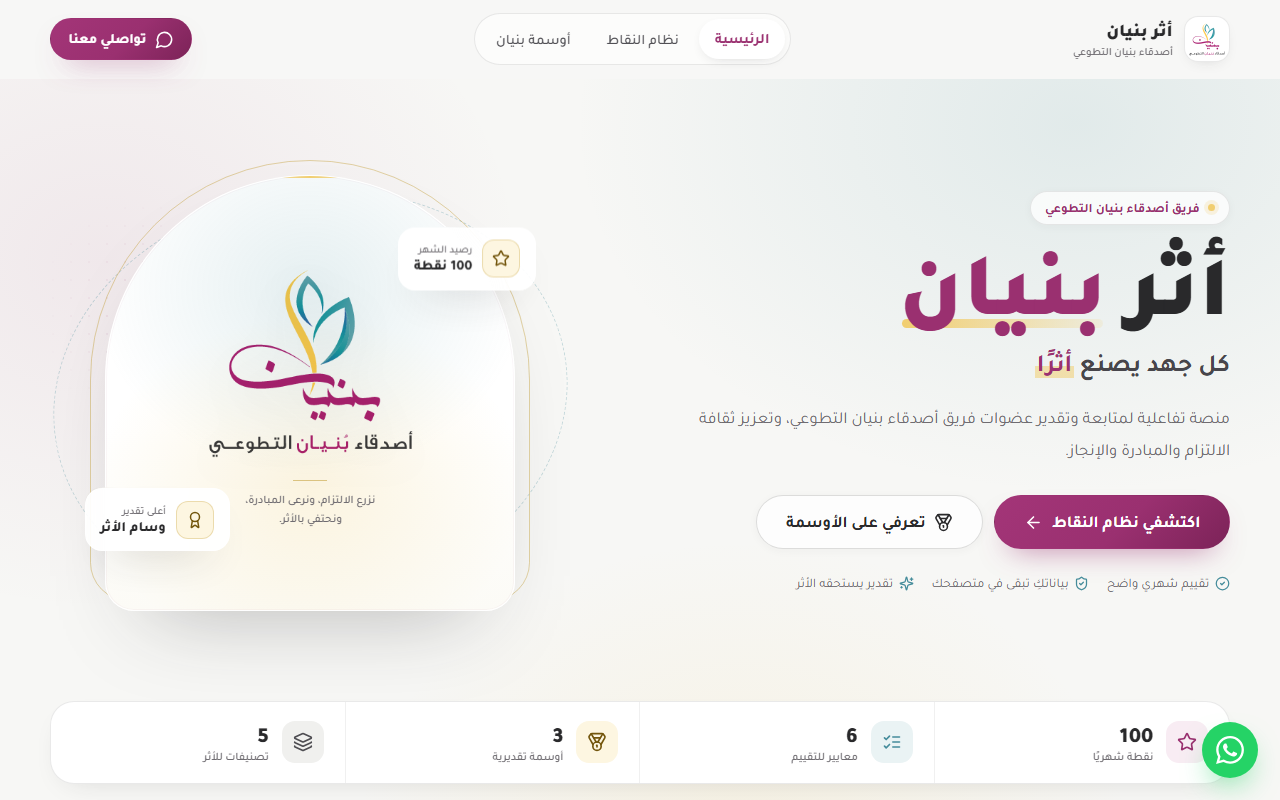 أثر بنيان
أصدقاء بنيان التطوعي
الرئيسية
نظام النقاط
أوسمة بنيان
تواصلي معنا
فريق أصدقاء بنيان التطوعي
أثر بنيان
كل جهد يصنع أثرًا
منصة تفاعلية لمتابعة وتقدير عضوات فريق أصدقاء بنيان التطوعي، وتعزيز ثقافة
الالتزام والمبادرة والإنجاز.
اكتشفي نظام النقاط
تعرفي على الأوسمة
تقييم شهري واضح
بياناتكِ تبقى في متصفحك
تقدير يستحقه الأثر
رصيد الشهر
100 نقطة
بنيان
أصدقاء بُنيان التطوعي
نزرع الالتزام، ونرعى المبادرة،
ونحتفي بالأثر.
أعلى تقدير
وسام الأثر
100
نقطة شهريًا
6
معايير للتقييم
3
أوسمة تقديرية
5
تصنيفات للأثر